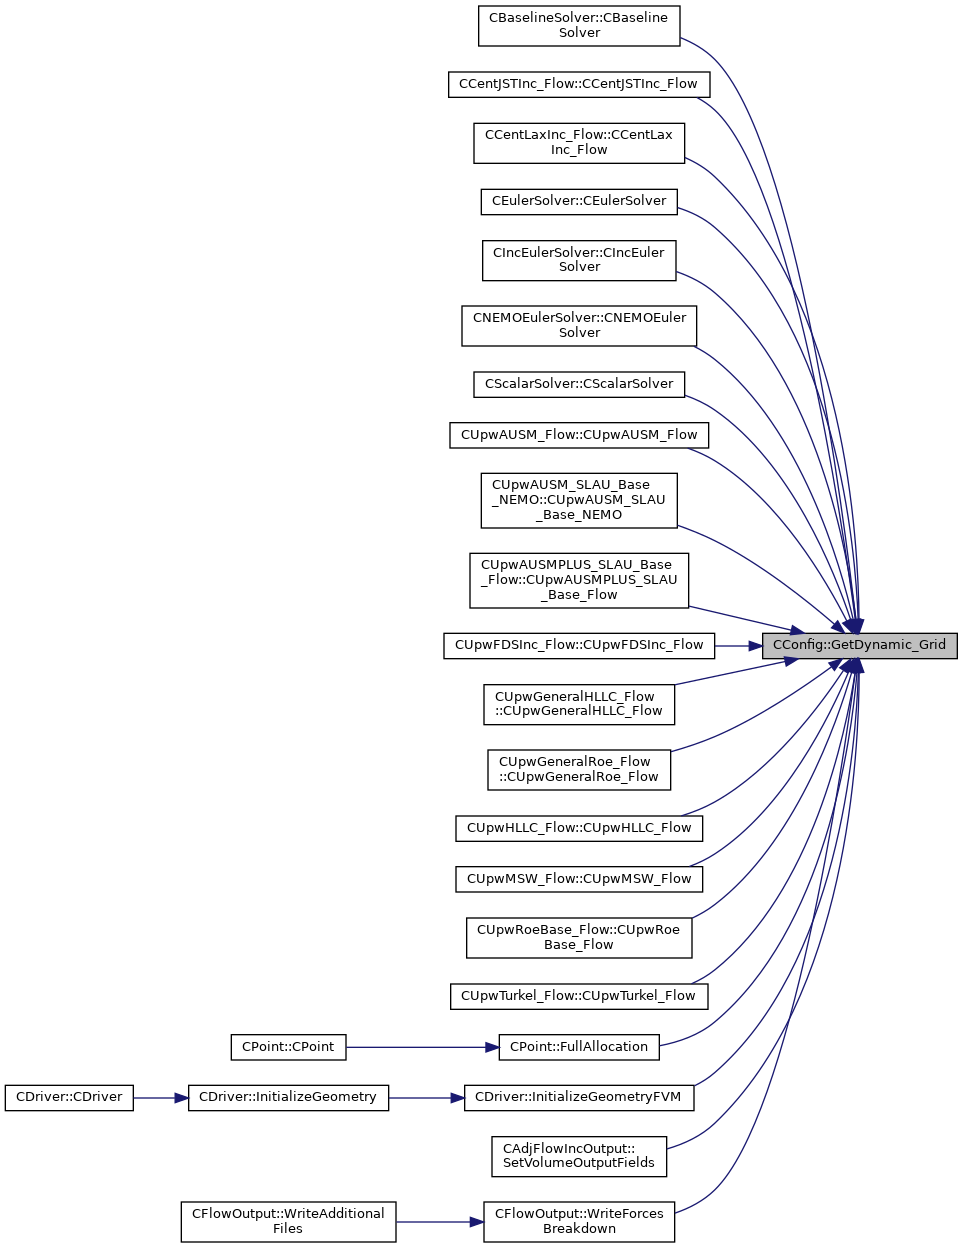 CBaselineSolver::CBaseline
Solver
CCentJSTInc_Flow::CCentJSTInc_Flow
CCentLaxInc_Flow::CCentLax
Inc_Flow
CEulerSolver::CEulerSolver
CIncEulerSolver::CIncEuler
Solver
CNEMOEulerSolver::CNEMOEuler
Solver
CScalarSolver::CScalarSolver
CUpwAUSM_Flow::CUpwAUSM_Flow
CUpwAUSM_SLAU_Base
_NEMO::CUpwAUSM_SLAU
_Base_NEMO
CUpwAUSMPLUS_SLAU_Base
_Flow::CUpwAUSMPLUS_SLAU
_Base_Flow
CUpwFDSInc_Flow::CUpwFDSInc_Flow
CConfig::GetDynamic_Grid
CUpwGeneralHLLC_Flow
::CUpwGeneralHLLC_Flow
CUpwGeneralRoe_Flow
::CUpwGeneralRoe_Flow
CUpwHLLC_Flow::CUpwHLLC_Flow
CUpwMSW_Flow::CUpwMSW_Flow
CUpwRoeBase_Flow::CUpwRoe
Base_Flow
CUpwTurkel_Flow::CUpwTurkel_Flow
CPoint::CPoint
CPoint::FullAllocation
CDriver::CDriver
CDriver::InitializeGeometry
CDriver::InitializeGeometryFVM
CAdjFlowIncOutput::
SetVolumeOutputFields
CFlowOutput::WriteAdditional
Files
CFlowOutput::WriteForces
Breakdown